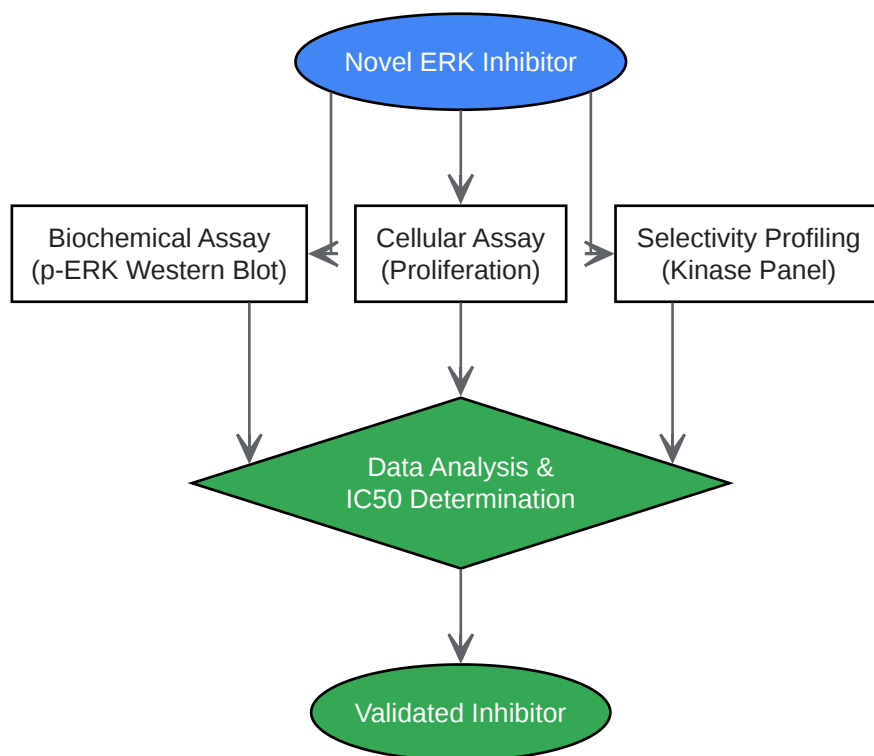 Novel ERK Inhibitor
Biochemical Assay
(p-ERK Western Blot)
Cellular Assay
(Proliferation)
Selectivity Profiling
(Kinase Panel)
Data Analysis &
IC50 Determination
Validated Inhibitor